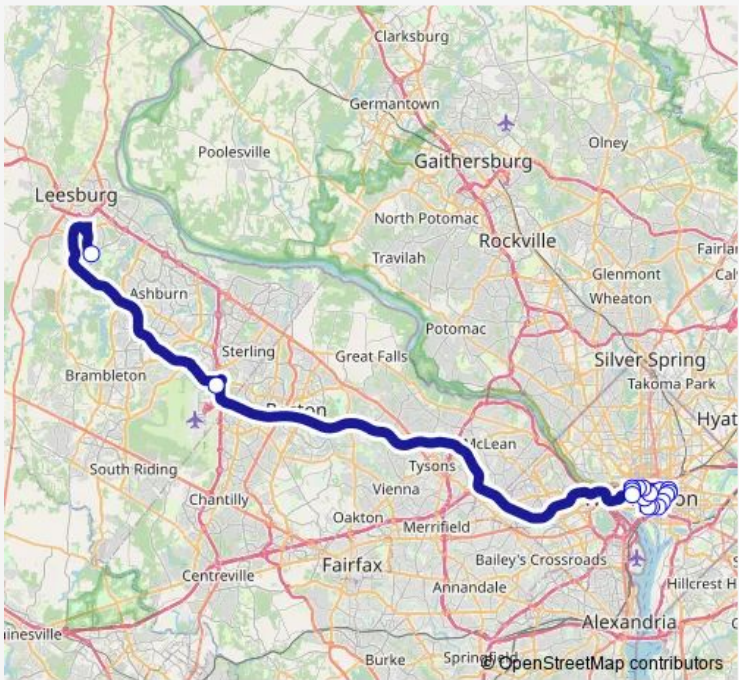 Clarksburg
Germantown
Olney
Poolesville
Gaithersburg
Leesburg
North Potomac
Rockville
Fairla
Travilah
Glenmont
Ashburn
Wheaton
Potomac
Sterling
Great Falls
Silver Spring
Brambleton
Takoma Park
Hyat
McLean
Tysons
South Riding
Vienna
Chantilly
Oakton
Merrifield
Bailey's Crossroads
Centreville
Fairfax
Hillcrest H
Annandale
Alexandria
ainesville
Burke
Springfield
© OpenStreetMap contributors